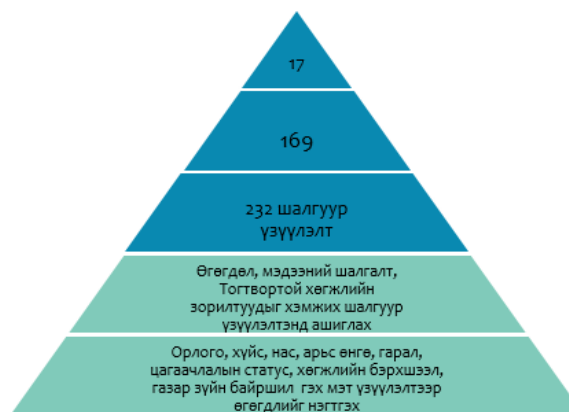 17
169
232 шалгуур
үзүүлэлт
Өгөгдөл, мэдээний шалгалт,
Тогтвортой хөгжлийн
зорилтуудыг хэмжих шалгуур
үзүүлэлтэнд ашиглах
Орлого, хүйс, нас, арьс өнгө, гарал,
цагаачлалын статус, хөгжлийн бэрхшээл,
газар зүйн байршил гэх мэт үзүүлэлтээр
өгөгдлийг нэгтгэх